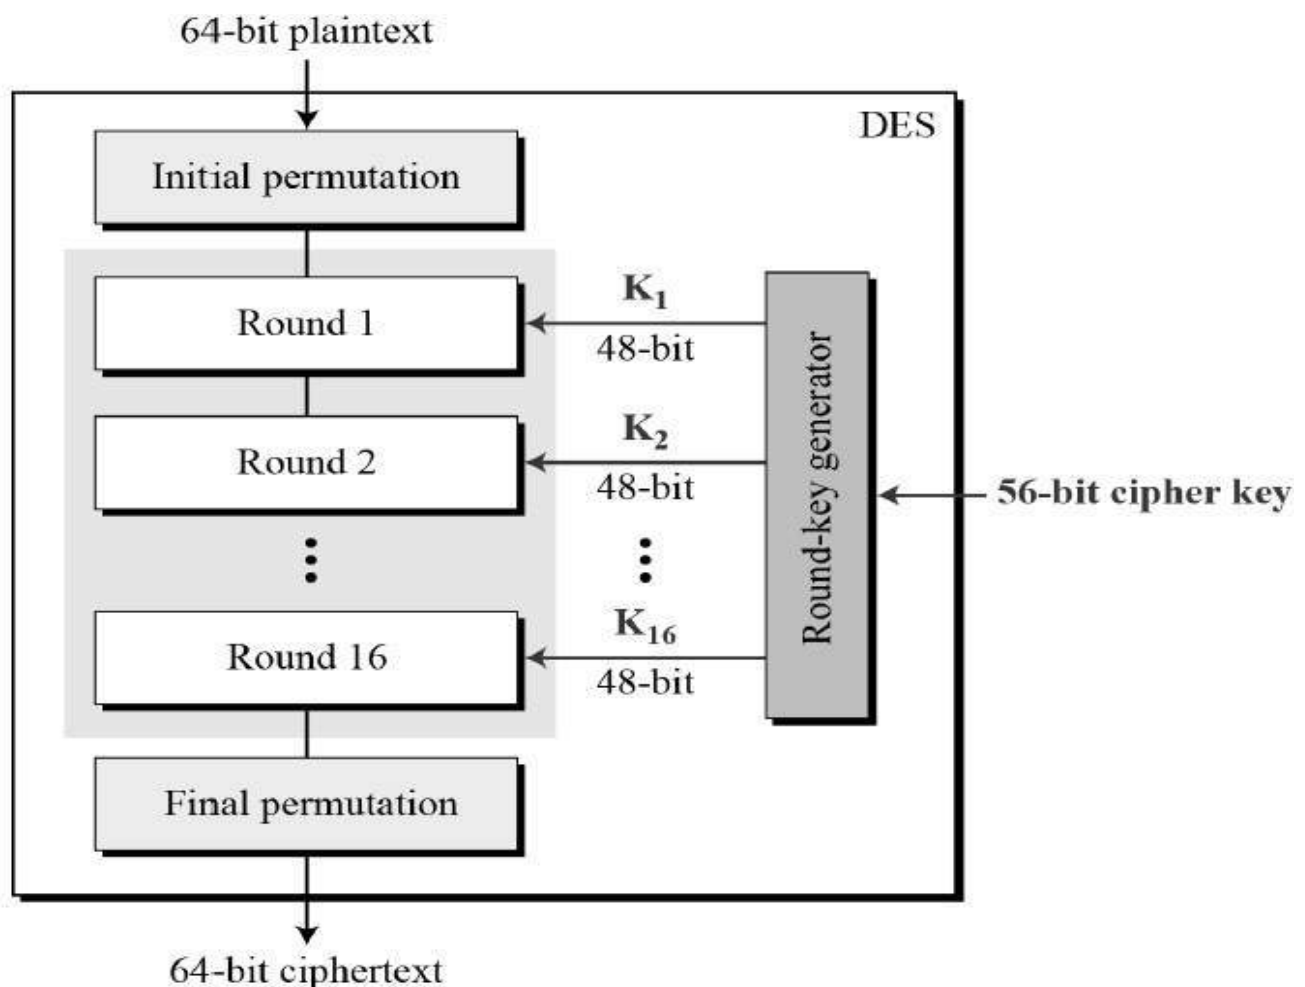 64-bit plaintext
DES
Initial permutation
Round 1
K₁
48-bit
Round 2
K₂
48-bit
Round-key generator
56-bit cipher key
Round 16
K₁₆
48-bit
Final permutation
64-bit ciphertext